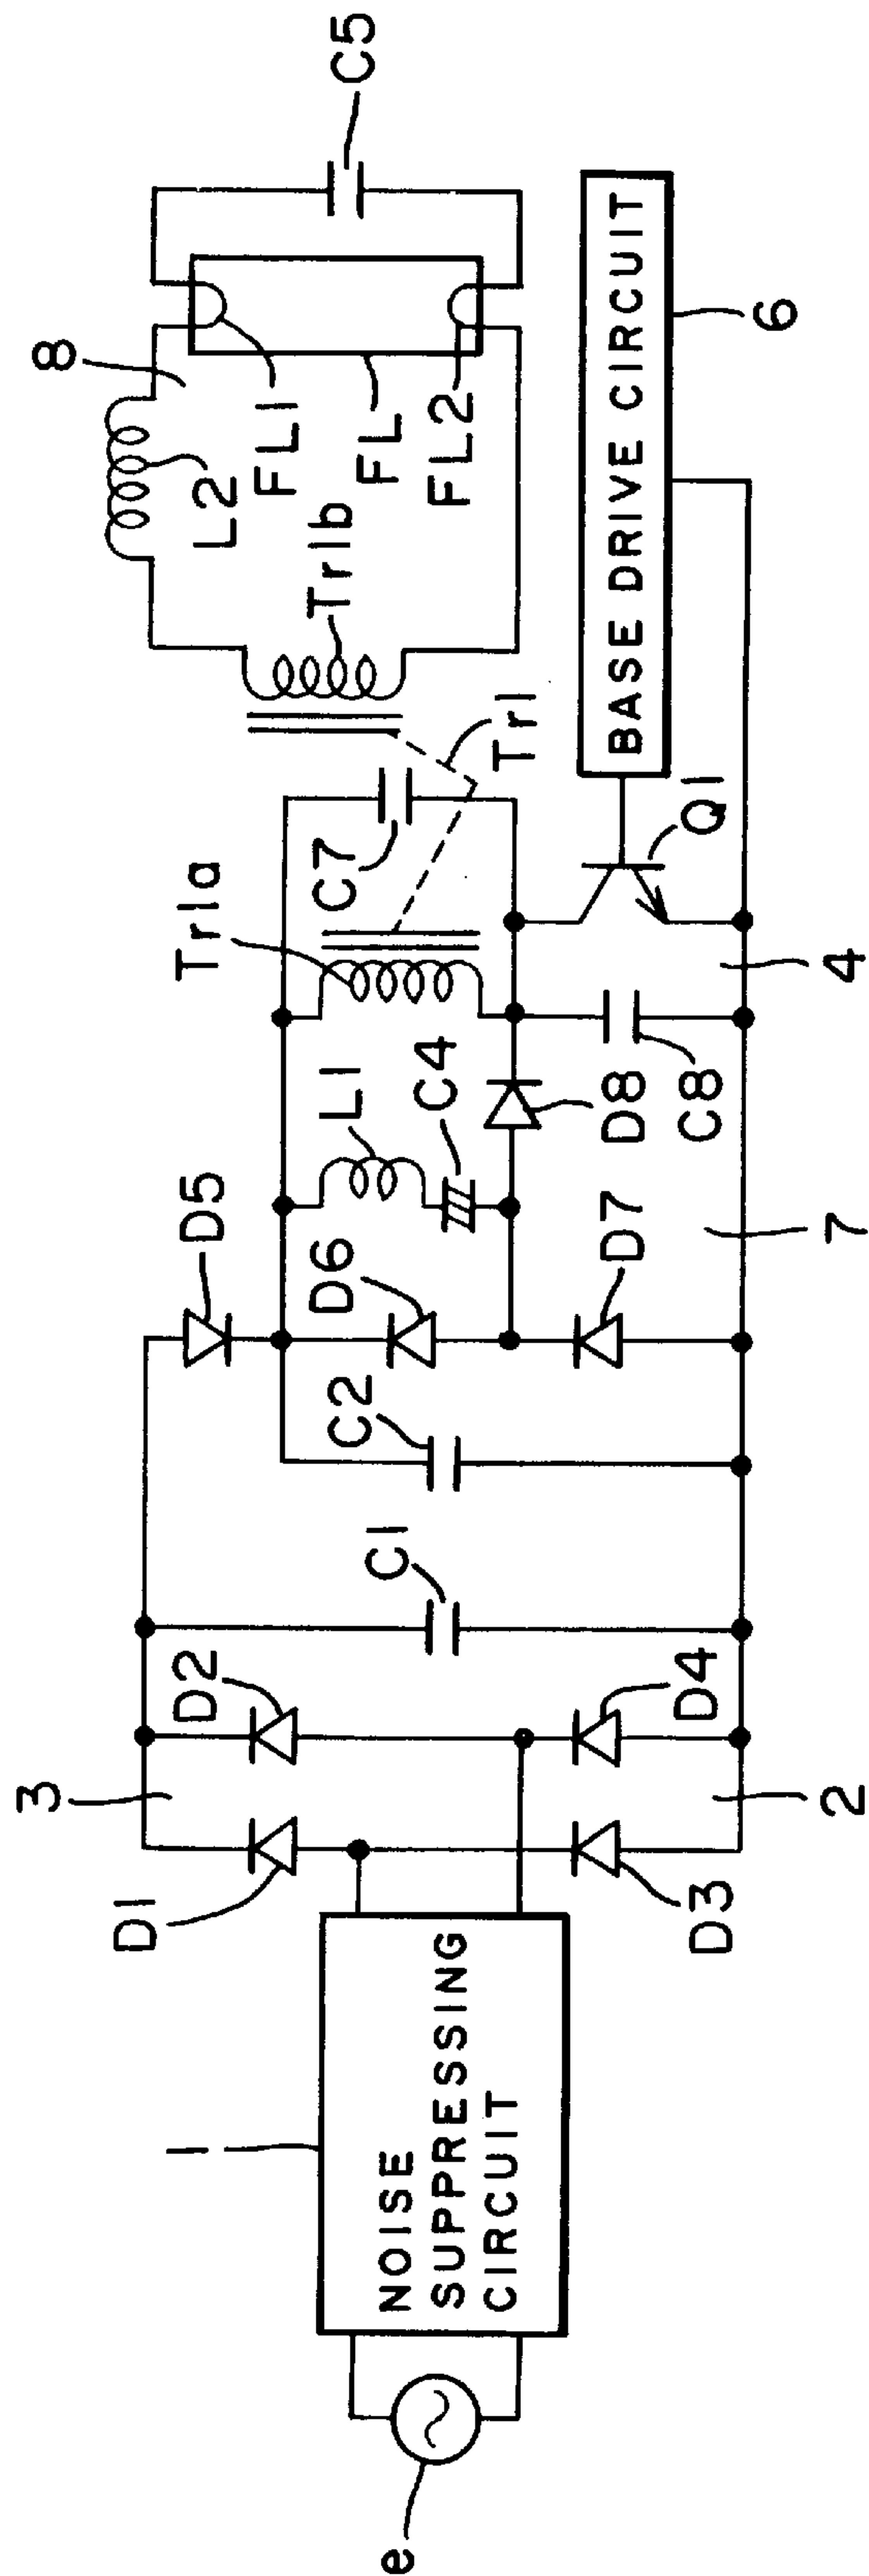 e
1
NOISE
SUPPRESSING
CIRCUIT
D1
3
D2
D3
D4
2
C1
C2
D5
D6
D7
7
L1
C4
D8
C8
4
Tr1a
C7
Tr1
Q1
BASE DRIVE CIRCUIT
6
Tr1b
L2
8
FL1
FL
FL2
C5